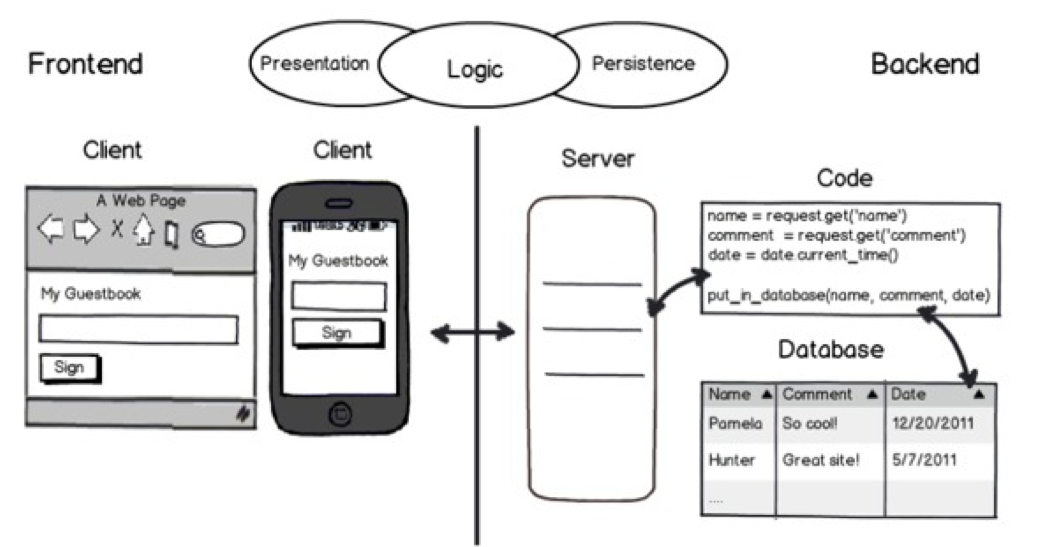 Frontend
Presentation
Logic
Persistence
Backend
Client
Client
Server
A Web Page
X
My Guestbook
Sign
My Guestbook
Sign
Code
name = request.get('name')
comment = request.get('comment')
date = date.current_time()
put_in_database(name, comment, date)
Database
Name ▲ Comment ▲ Date ▲
Pamela So cool! 12/20/2011
Hunter Great site! 5/7/2011
....